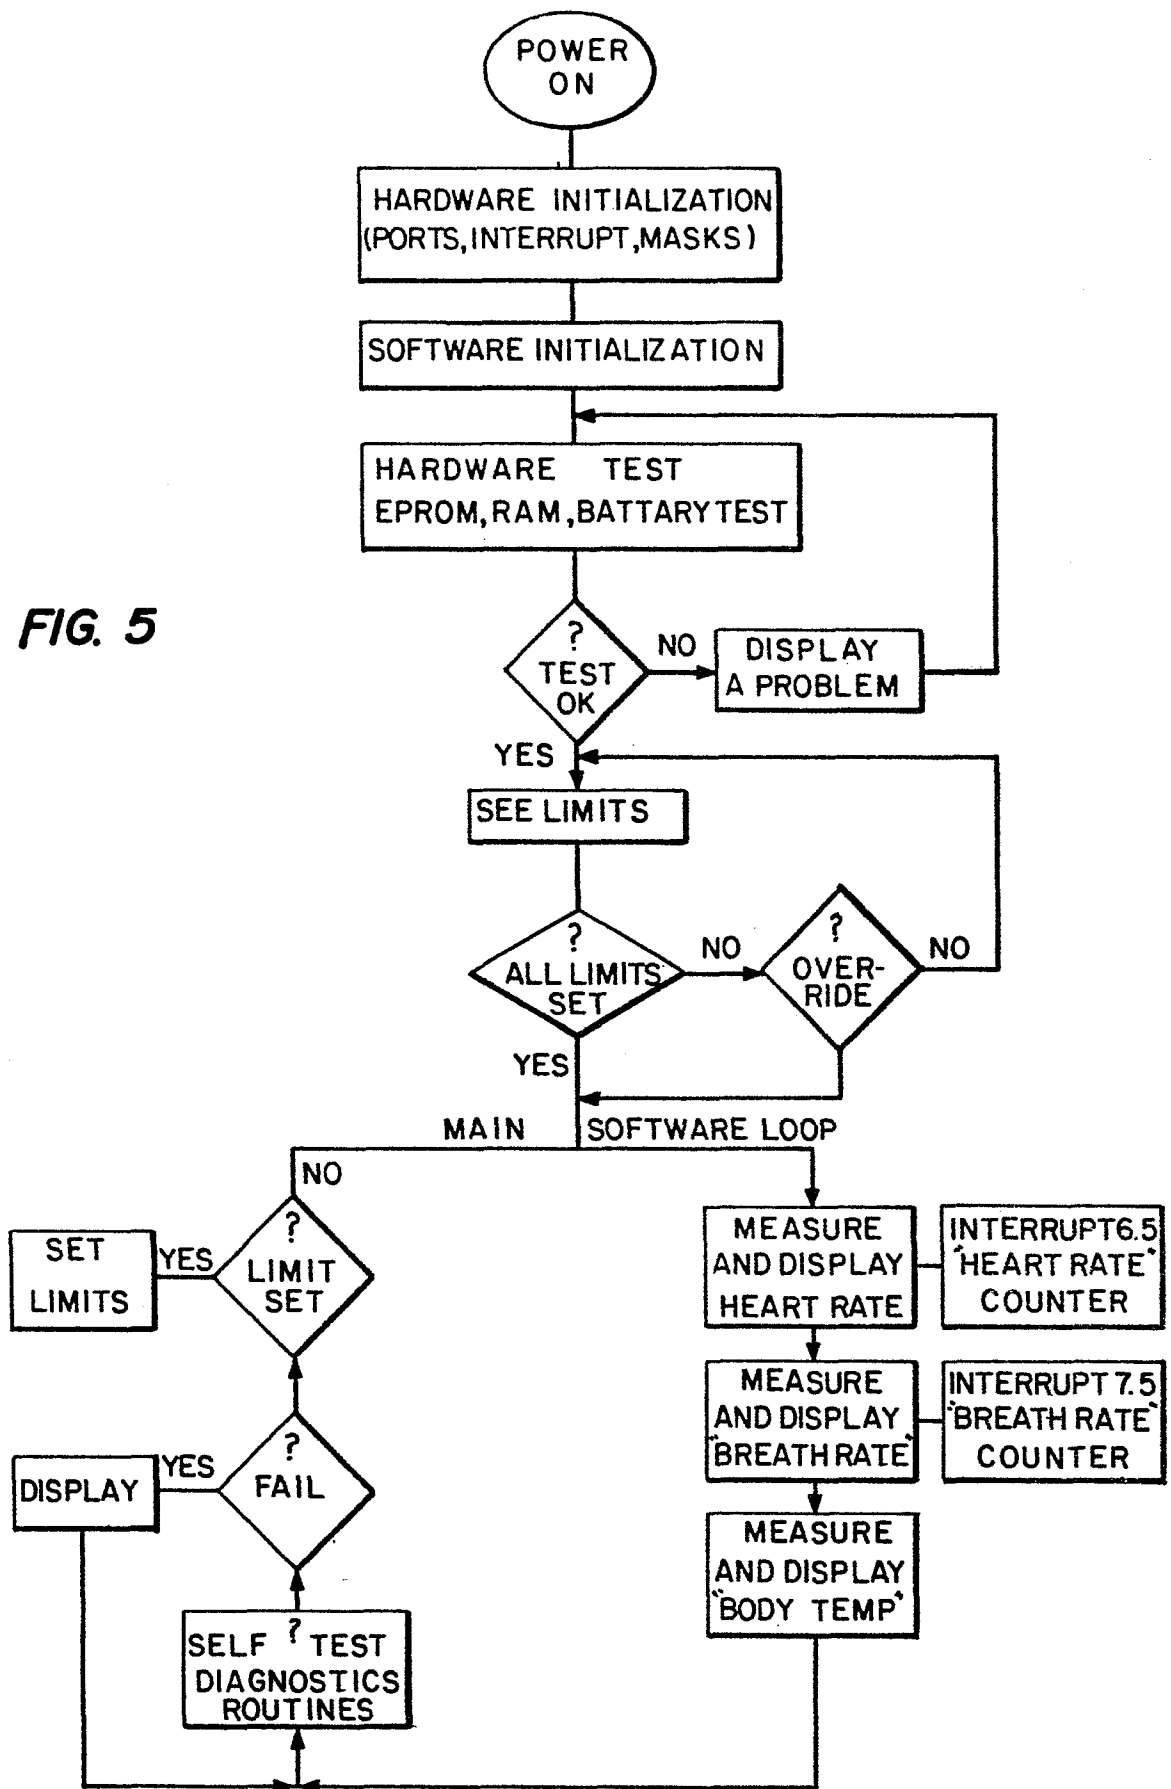 POWER
ON
HARDWARE INITIALIZATION
(PORTS, INTERRUPT, MASKS)
SOFTWARE INITIALIZATION
HARDWARE TEST
EPROM, RAM, BATTARY TEST
FIG. 5
?
TEST
OK
NO
DISPLAY
A PROBLEM
YES
SEE LIMITS
?
ALL LIMITS
SET
NO
?
OVER-
RIDE
NO
YES
MAIN SOFTWARE LOOP
NO
?
LIMIT
SET
YES
SET
LIMITS
MEASURE
AND DISPLAY
HEART RATE
INTERRUPT 6.5
"HEART RATE"
COUNTER
MEASURE
AND DISPLAY
"BREATH RATE"
INTERRUPT 7.5
"BREATH RATE"
COUNTER
?
FAIL
YES
DISPLAY
MEASURE
AND DISPLAY
"BODY TEMP"
SELF ? TEST
DIAGNOSTICS
ROUTINES